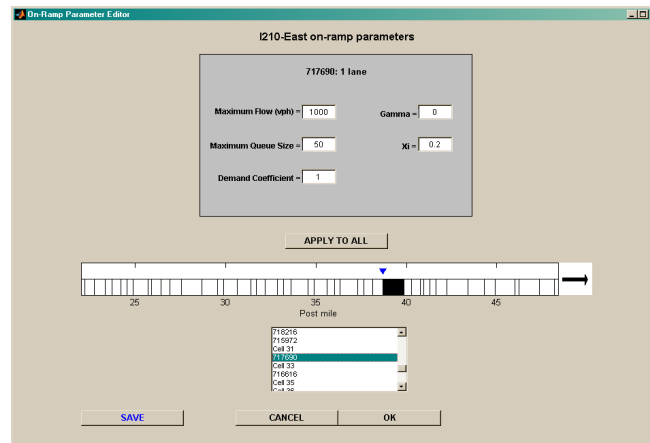 On-Ramp Parameter Editor
I210-East on-ramp parameters
717690: 1 lane
Maximum Flow (vph) = 1000
Gamma = 0
Maximum Queue Size = 50
Xi = 0.2
Demand Coefficient = 1
APPLY TO ALL
25 30 35 40 45
Post mile
718216
715972
Cell 31
717690
Cell 33
716616
Cell 35
Cell 36
SAVE CANCEL OK